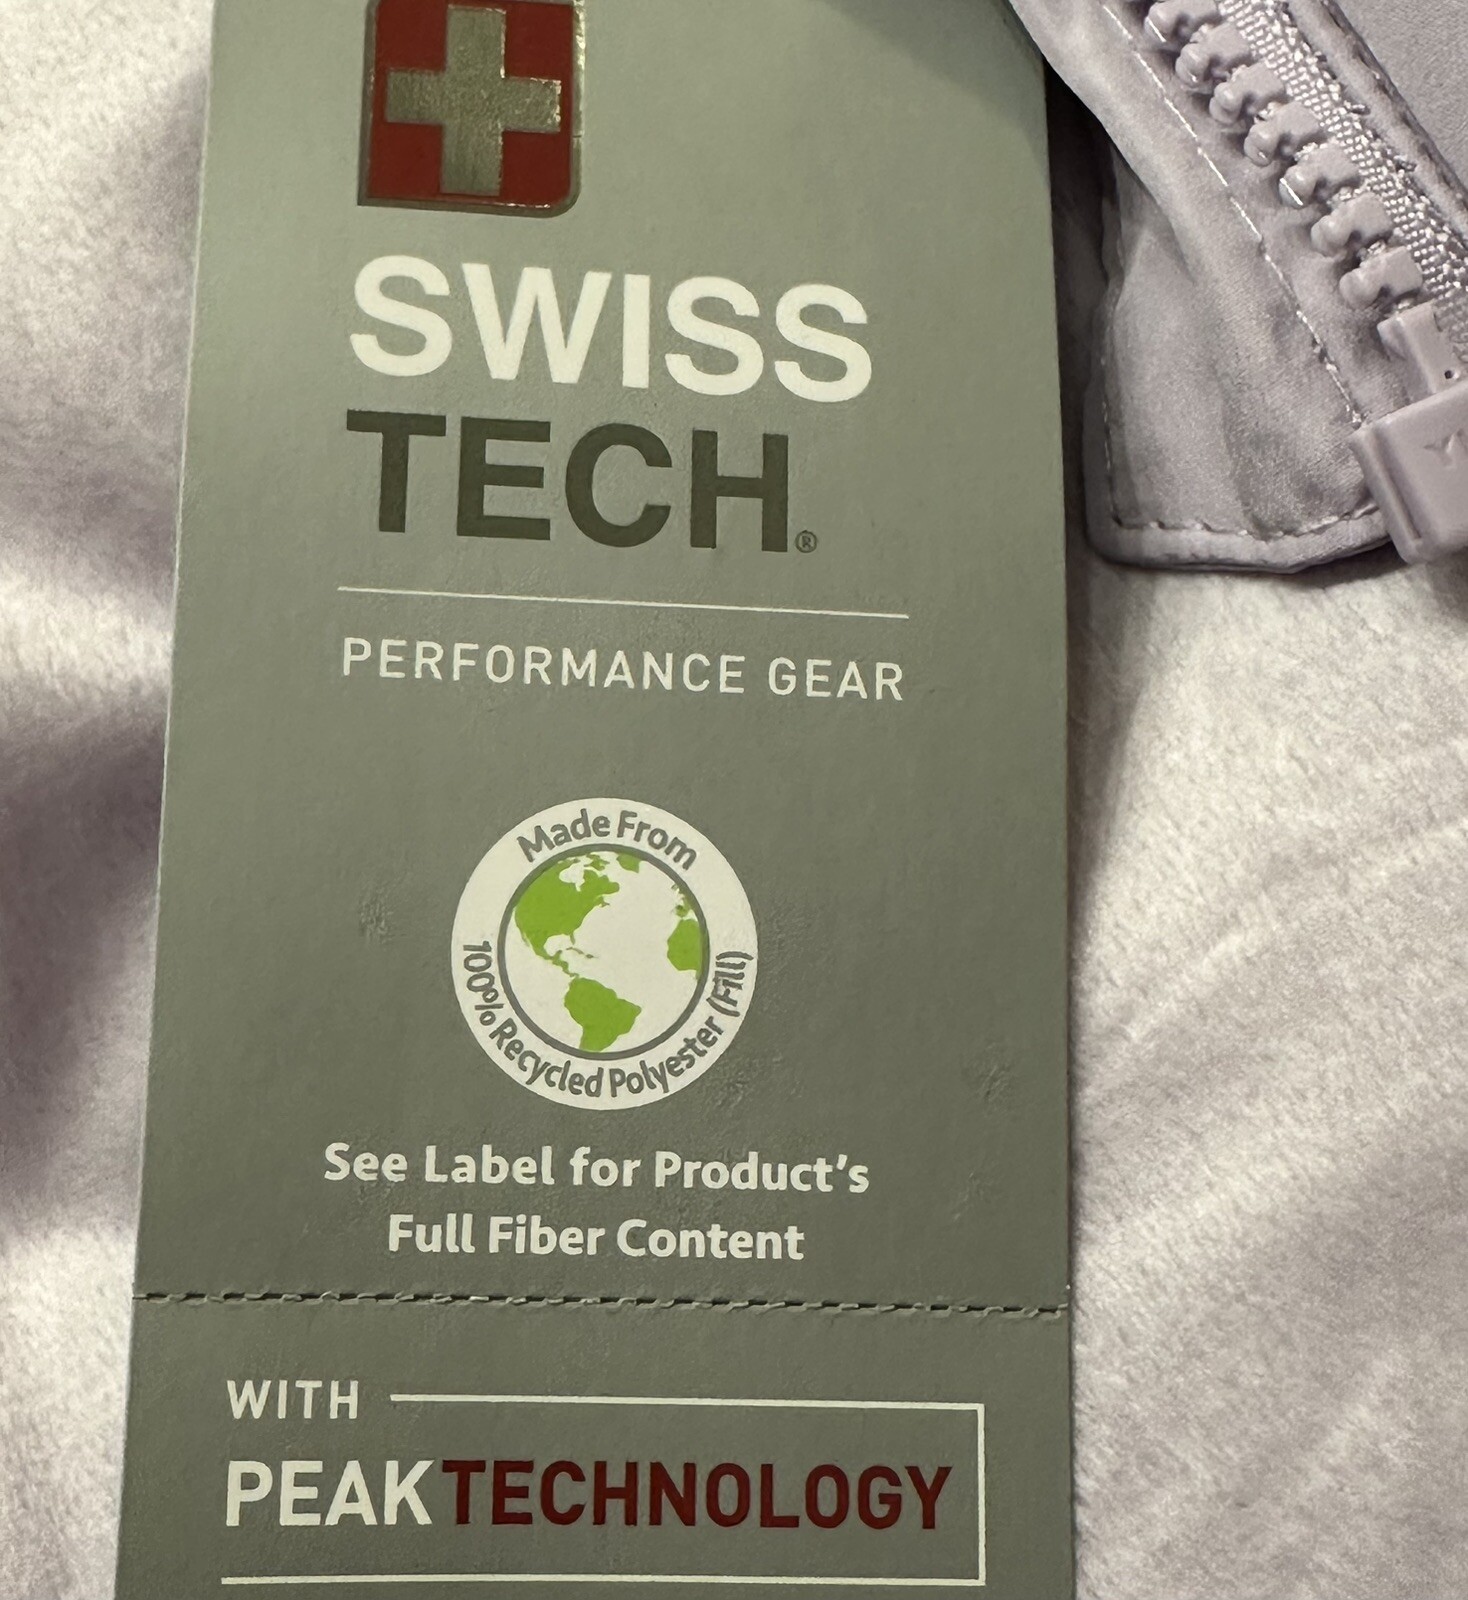 SWISS
TECH®
PERFORMANCE GEAR
Made From
100% Recycled Polyester (Fill)
See Label for Product's
Full Fiber Content
WITH
PEAKTECHNOLOGY